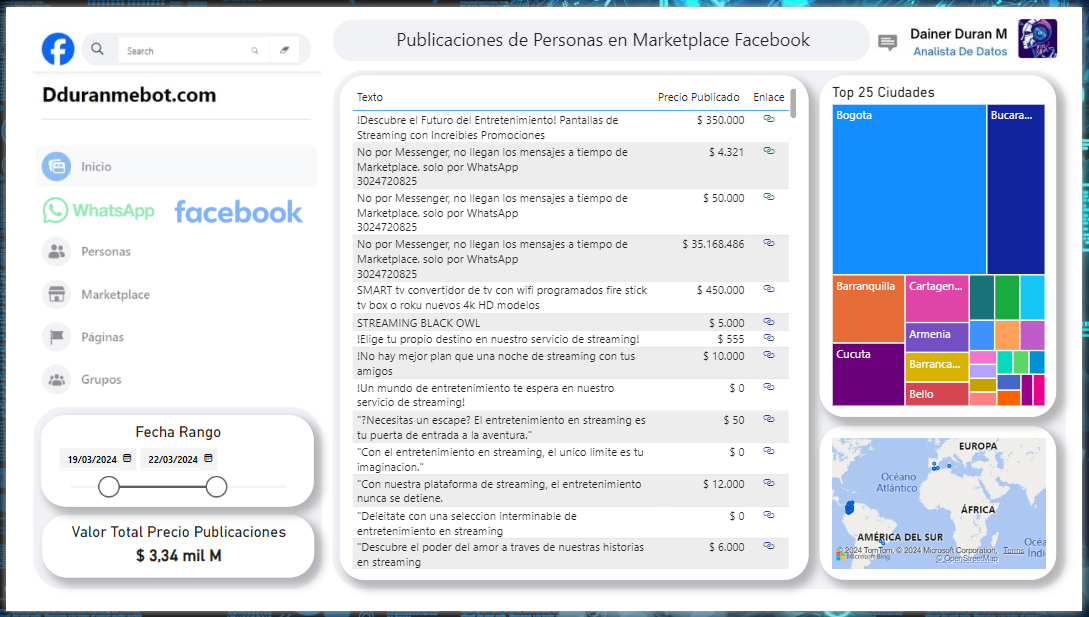 Search
Publicaciones de Personas en Marketplace Facebook
Dainer Duran M
Analista De Datos
Dduranmebot.com
Inicio
WhatsApp
facebook
Personas
Marketplace
Páginas
Grupos
Fecha Rango
19/03/2024
22/03/2024
Valor Total Precio Publicaciones
$ 3,34 mil M
Texto Precio Publicado Enlace
!Descubre el Futuro del Entretenimiento! Pantallas de $ 350.000
Streaming con Increibles Promociones
No por Messenger, no llegan los mensajes a tiempo de $ 4.321
Marketplace. solo por WhatsApp
3024720825
No por Messenger, no llegan los mensajes a tiempo de $ 50.000
Marketplace. solo por WhatsApp
3024720825
No por Messenger, no llegan los mensajes a tiempo de $ 35.168.486
Marketplace. solo por WhatsApp
3024720825
SMART tv convertidor de tv con wifi programados fire stick $ 450.000
tv box o roku nuevos 4k HD modelos
STREAMING BLACK OWL $ 5.000
!Elige tu propio destino en nuestro servicio de streaming! $ 555
!No hay mejor plan que una noche de streaming con tus $ 10.000
amigos
!Un mundo de entretenimiento te espera en nuestro $ 0
servicio de streaming!
"?Necesitas un escape? El entretenimiento en streaming es $ 50
tu puerta de entrada a la aventura."
"Con el entretenimiento en streaming, el unico limite es tu $ 0
imaginacion."
"Con nuestra plataforma de streaming, el entretenimiento $ 12.000
nunca se detiene.
"Deleitate con una seleccion interminable de $ 0
entretenimiento en streaming
"Descubre el poder del amor a traves de nuestras historias $ 6.000
en streaming
Top 25 Ciudades
Bogota
Bucara...
Barranquilla
Cartagen...
Armenia
Cucuta
Barranca...
Bello
EUROPA
Océano
Atlántico
ÁFRICA
AMÉRICA DEL SUR
Océa
Indi
© 2024 TomTom, © 2024 Microsoft Corporation, Terms
Microsoft Bing
© OpenStreetMap